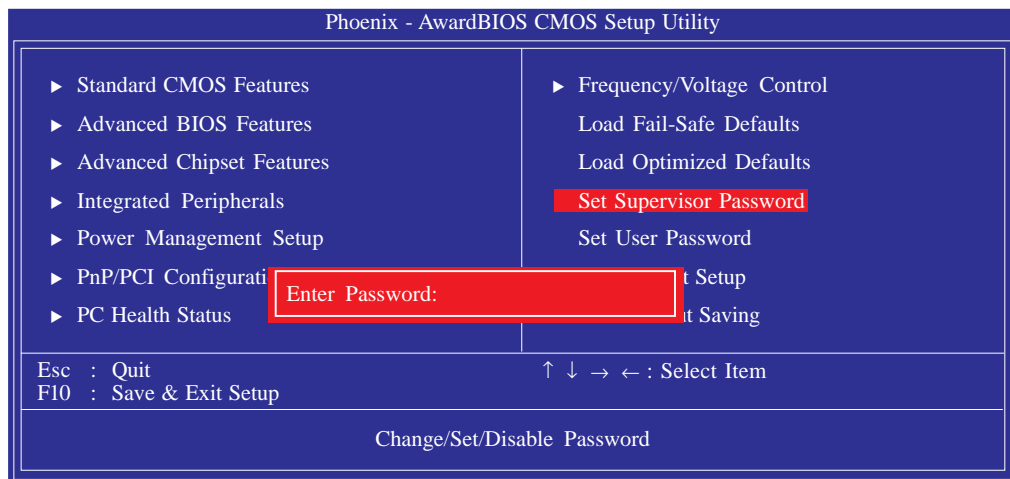 Phoenix - AwardBIOS CMOS Setup Utility
▶ Standard CMOS Features
▶ Advanced BIOS Features
▶ Advanced Chipset Features
▶ Integrated Peripherals
▶ Power Management Setup
▶ PnP/PCI Configurati
▶ PC Health Status
▶ Frequency/Voltage Control
Load Fail-Safe Defaults
Load Optimized Defaults
Set Supervisor Password
Set User Password
t Setup
t Saving
Enter Password:
Esc : Quit
F10 : Save & Exit Setup
↑ ↓ → ← : Select Item
Change/Set/Disable Password